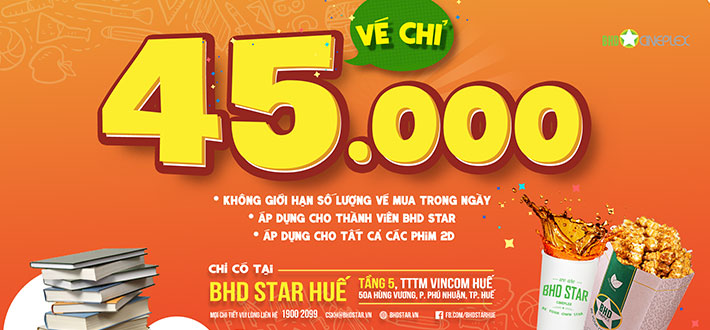 VÉ CHỈ
BHD CINEPLEX
45.000
* KHÔNG GIỚI HẠN SỐ LƯỢNG VÉ MUA TRONG NGÀY
* ÁP DỤNG CHO THÀNH VIÊN BHD STAR
* ÁP DỤNG CHO TẤT CẢ CÁC PHIM 2D
CHỈ CÓ TẠI
BHD STAR HUẾ
TẦNG 5, TTTM VINCOM HUẾ
50A HÙNG VƯƠNG, P. PHÚ NHUẬN, TP. HUẾ
MỌI CHI TIẾT VUI LÒNG LIÊN HỆ 1900 2099 CSKH@BHDSTAR.VN BHDSTAR.VN FB.COM/BHDSTARHUE
BHD STAR
BHD